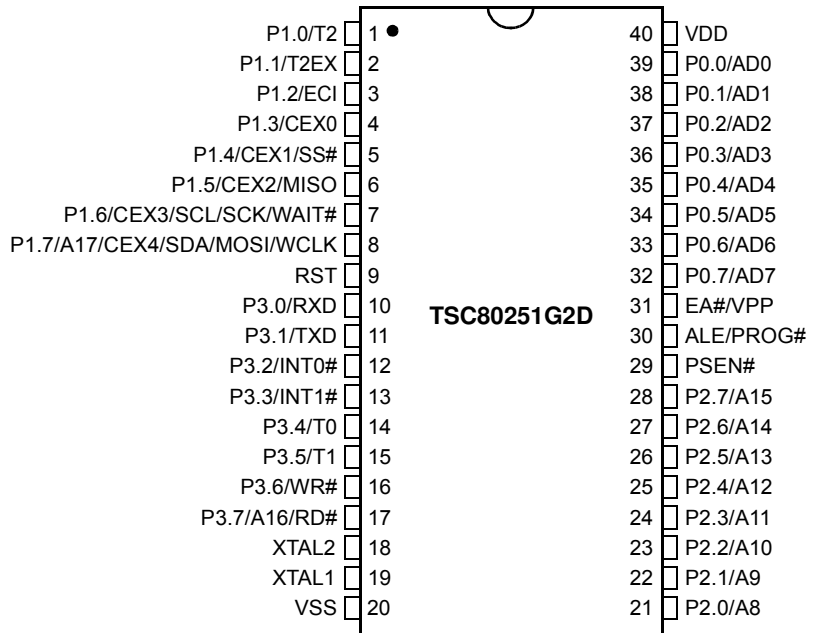 P1.0/T2 1 40 VDD
P1.1/T2EX 2 39 P0.0/AD0
P1.2/ECI 3 38 P0.1/AD1
P1.3/CEX0 4 37 P0.2/AD2
P1.4/CEX1/SS# 5 36 P0.3/AD3
P1.5/CEX2/MISO 6 35 P0.4/AD4
P1.6/CEX3/SCL/SCK/WAIT# 7 34 P0.5/AD5
P1.7/A17/CEX4/SDA/MOSI/WCLK 8 33 P0.6/AD6
RST 9 32 P0.7/AD7
P3.0/RXD 10 31 EA#/VPP
TSC80251G2D
P3.1/TXD 11 30 ALE/PROG#
P3.2/INT0# 12 29 PSEN#
P3.3/INT1# 13 28 P2.7/A15
P3.4/T0 14 27 P2.6/A14
P3.5/T1 15 26 P2.5/A13
P3.6/WR# 16 25 P2.4/A12
P3.7/A16/RD# 17 24 P2.3/A11
XTAL2 18 23 P2.2/A10
XTAL1 19 22 P2.1/A9
VSS 20 21 P2.0/A8